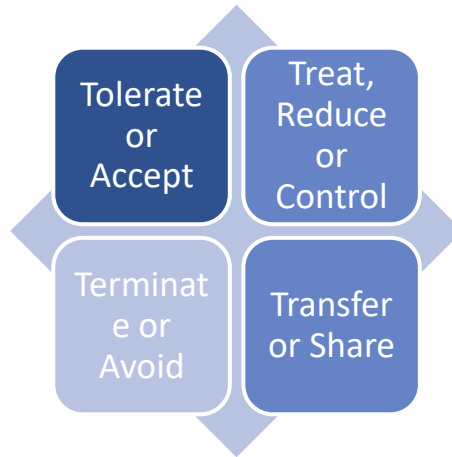 Tolerate
or
Accept
Treat,
Reduce
or
Control
Terminat
e or
Avoid
Transfer
or Share